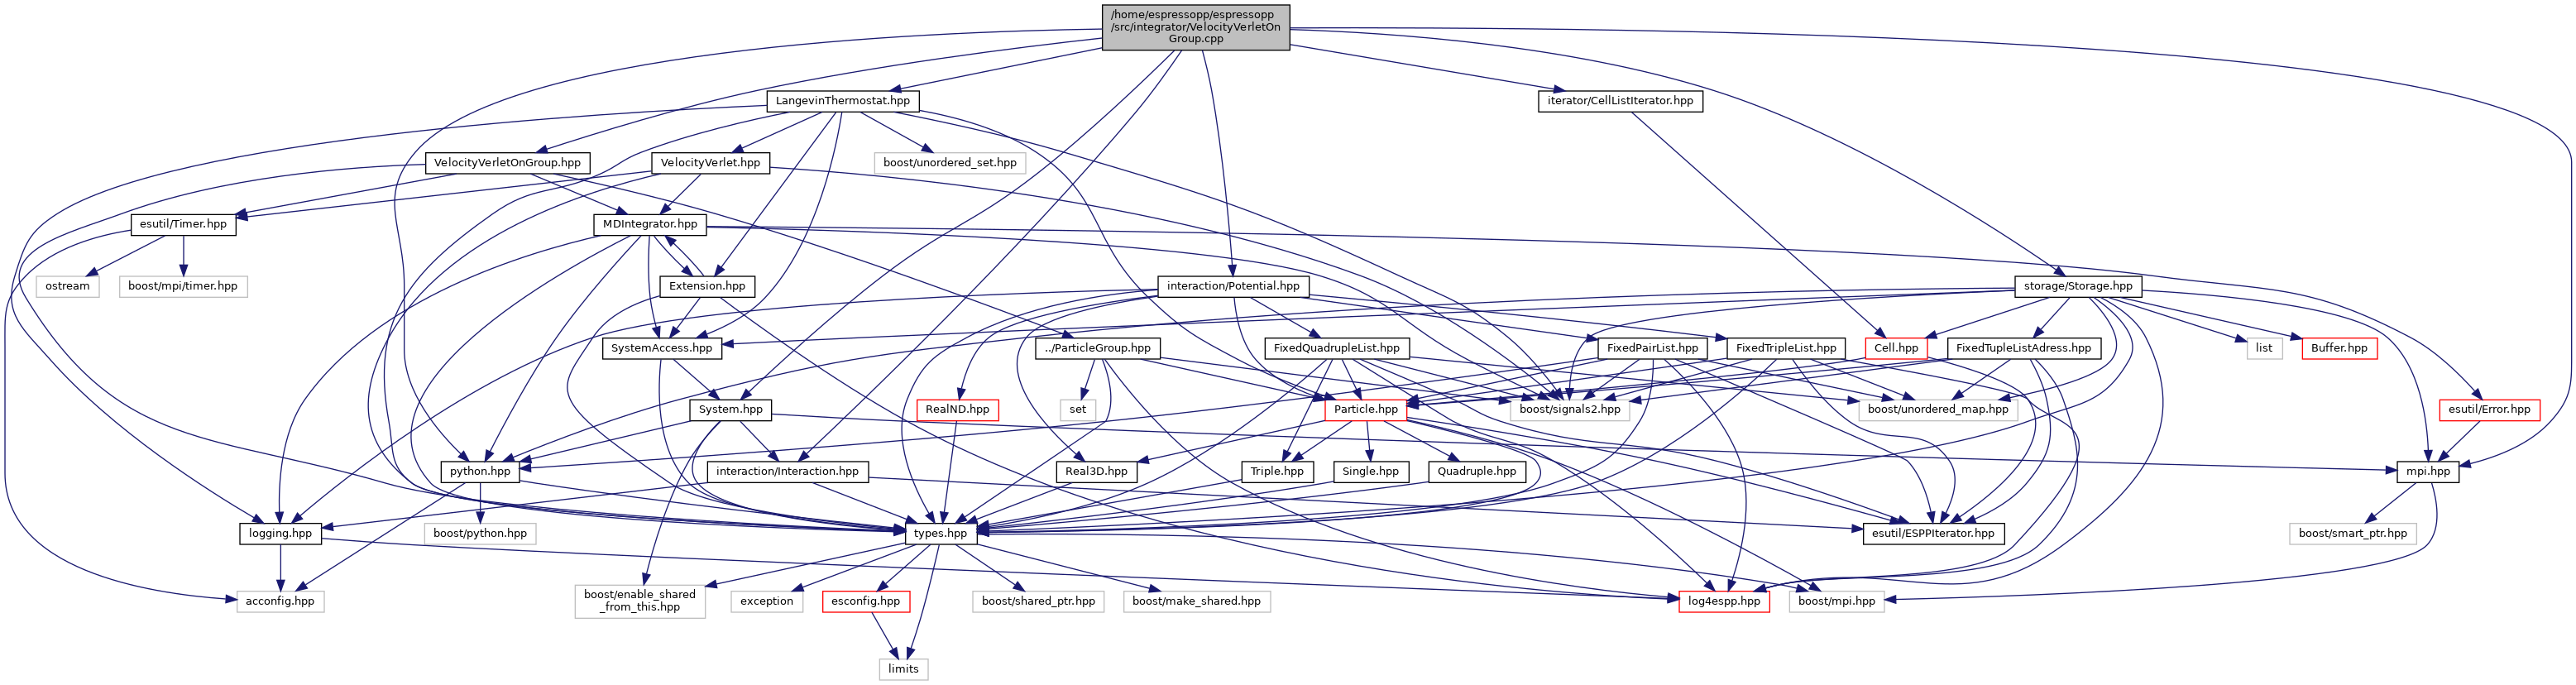 /home/espressopp/espressopp
/src/integrator/VelocityVerletOn
Group.cpp
LangevinThermostat.hpp
iterator/CellListIterator.hpp
VelocityVerletOnGroup.hpp
VelocityVerlet.hpp
boost/unordered_set.hpp
esutil/Timer.hpp
MDIntegrator.hpp
ostream
boost/mpi/timer.hpp
Extension.hpp
interaction/Potential.hpp
storage/Storage.hpp
SystemAccess.hpp
../ParticleGroup.hpp
FixedQuadrupleList.hpp
FixedPairList.hpp
FixedTripleList.hpp
Cell.hpp
FixedTupleListAdress.hpp
list
Buffer.hpp
System.hpp
RealND.hpp
set
Particle.hpp
boost/signals2.hpp
boost/unordered_map.hpp
esutil/Error.hpp
python.hpp
interaction/Interaction.hpp
Real3D.hpp
Triple.hpp
Single.hpp
Quadruple.hpp
mpi.hpp
logging.hpp
boost/python.hpp
types.hpp
esutil/ESPPIterator.hpp
boost/smart_ptr.hpp
acconfig.hpp
boost/enable_shared
_from_this.hpp
exception
esconfig.hpp
boost/shared_ptr.hpp
boost/make_shared.hpp
log4espp.hpp
boost/mpi.hpp
limits